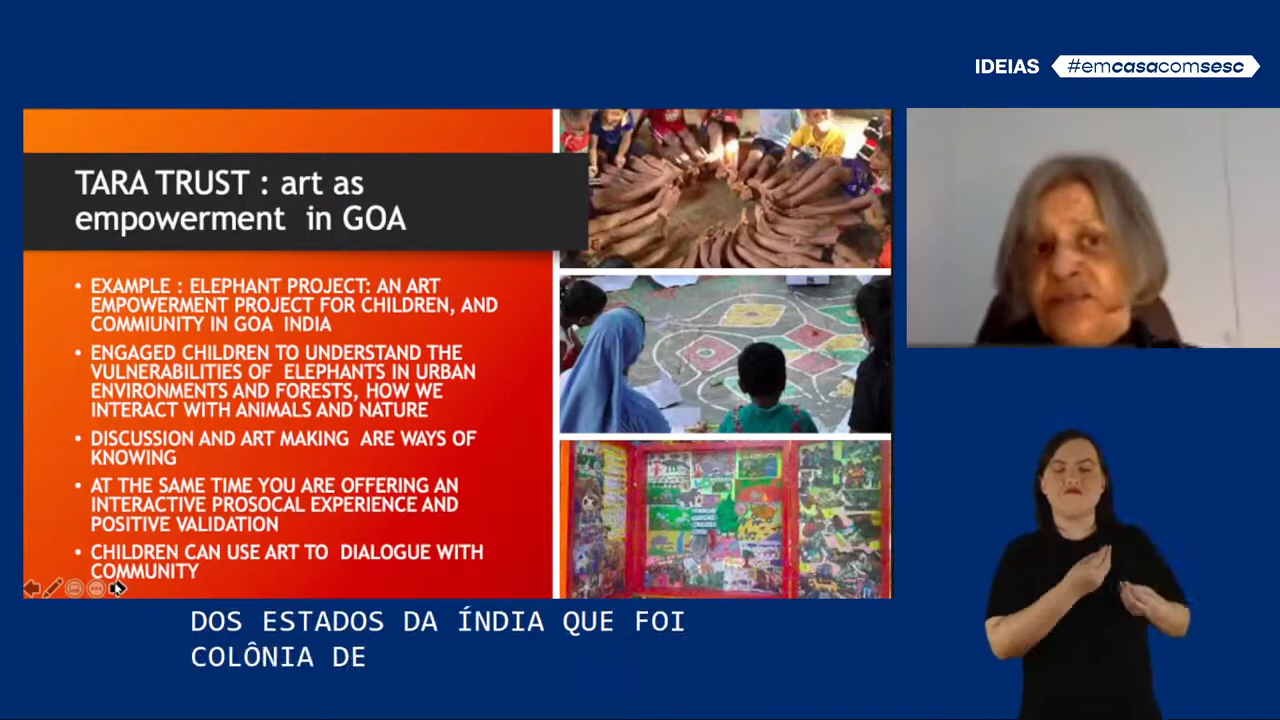 IDEIAS #emcasacomsesc
TARA TRUST : art as
empowerment in GOA
• EXAMPLE : ELEPHANT PROJECT: AN ART
EMPOWERMENT PROJECT FOR CHILDREN, AND
COMMIUNITY IN GOA INDIA
• ENGAGED CHILDREN TO UNDERSTAND THE
VULNERABILITIES OF ELEPHANTS IN URBAN
ENVIRONMENTS AND FORESTS, HOW WE
INTERACT WITH ANIMALS AND NATURE
• DISCUSSION AND ART MAKING ARE WAYS OF
KNOWING
• AT THE SAME TIME YOU ARE OFFERING AN
INTERACTIVE PROSOCAL EXPERIENCE AND
POSITIVE VALIDATION
• CHILDREN CAN USE ART TO DIALOGUE WITH
COMMUNITY
DOS ESTADOS DA ÍNDIA QUE FOI
COLÔNIA DE